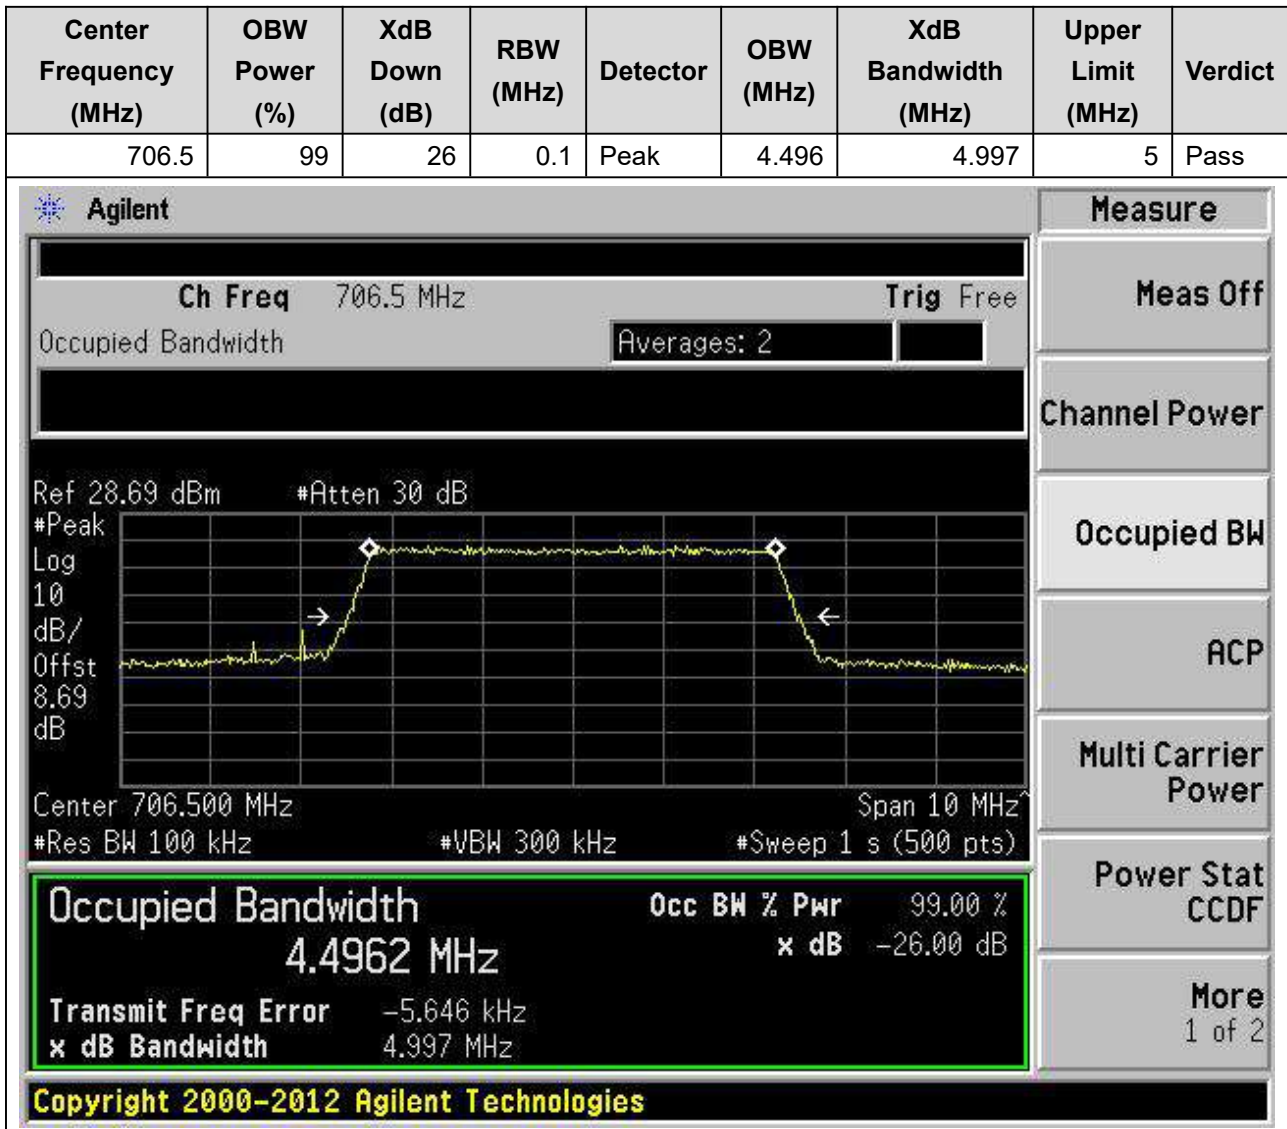 Center Frequency (MHz) OBW Power (%) XdB Down (dB) RBW (MHz) Detector OBW (MHz) XdB Bandwidth (MHz) Upper Limit (MHz) Verdict
706.5 99 26 0.1 Peak 4.496 4.997 5 Pass
Agilent
Ch Freq 706.5 MHz Trig Free
Occupied Bandwidth
Averages: 2
Ref 28.69 dBm #Atten 30 dB
#Peak
Log
10
dB/
Offst
8.69
dB
Center 706.500 MHz Span 10 MHz^
#Res BW 100 kHz #VBW 300 kHz #Sweep 1 s (500 pts)
Occupied Bandwidth Occ BW % Pwr 99.00 %
4.4962 MHz x dB -26.00 dB
Transmit Freq Error -5.646 kHz
x dB Bandwidth 4.997 MHz
Copyright 2000-2012 Agilent Technologies
Measure
Meas Off
Channel Power
Occupied BW
ACP
Multi Carrier
Power
Power Stat
CCDF
More
1 of 2